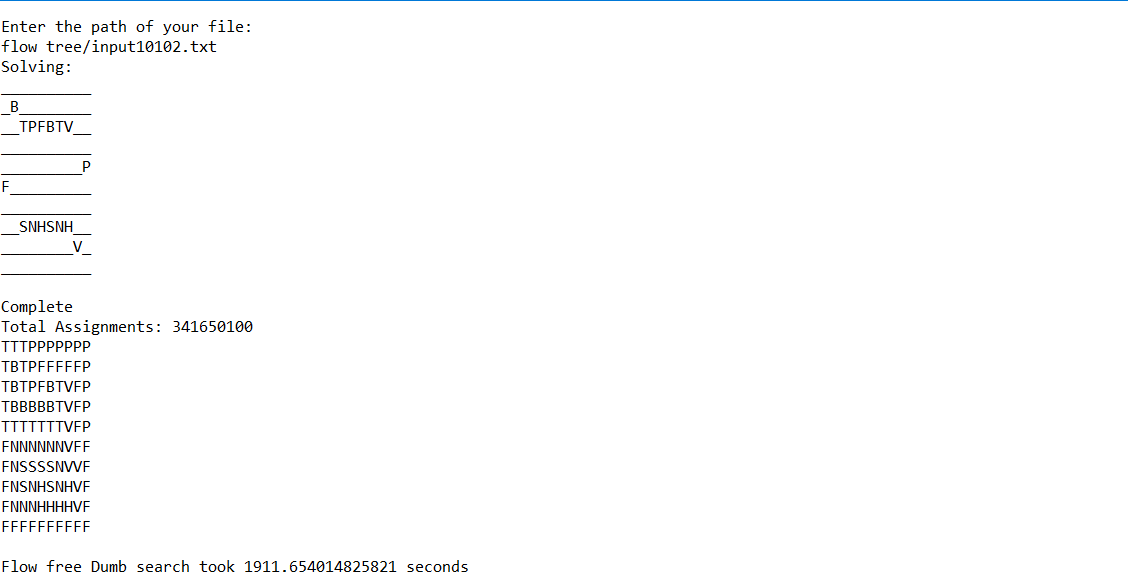 Enter the path of your file:
flow tree/input10102.txt
Solving:
__________
_B________
__TPFBTV__
__________
_________P
F_________
__________
__SNHSNH__
________V_
__________
Complete
Total Assignments: 341650100
TTTPPPPPPP
TBTPFFFFFP
TBTPFBTVFP
TBBBBBTVFP
TTTTTTTVFP
FNNNNNNVFF
FNSSSSNVVF
FNSNHSNHVF
FNNNHHHHVF
FFFFFFFFFF
Flow free Dumb search took 1911.654014825821 seconds